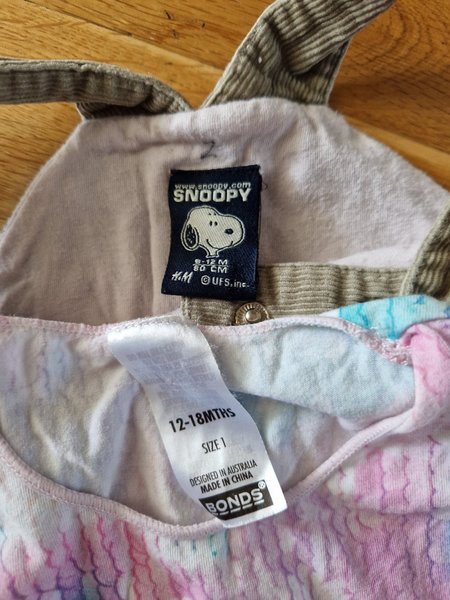 www.snoopy.com
SNOOPY
6-12 M
80 CM
H&M © UFS, Inc.
12-18MTHS
SIZE 1
DESIGNED IN AUSTRALIA
MADE IN CHINA
BONDS®